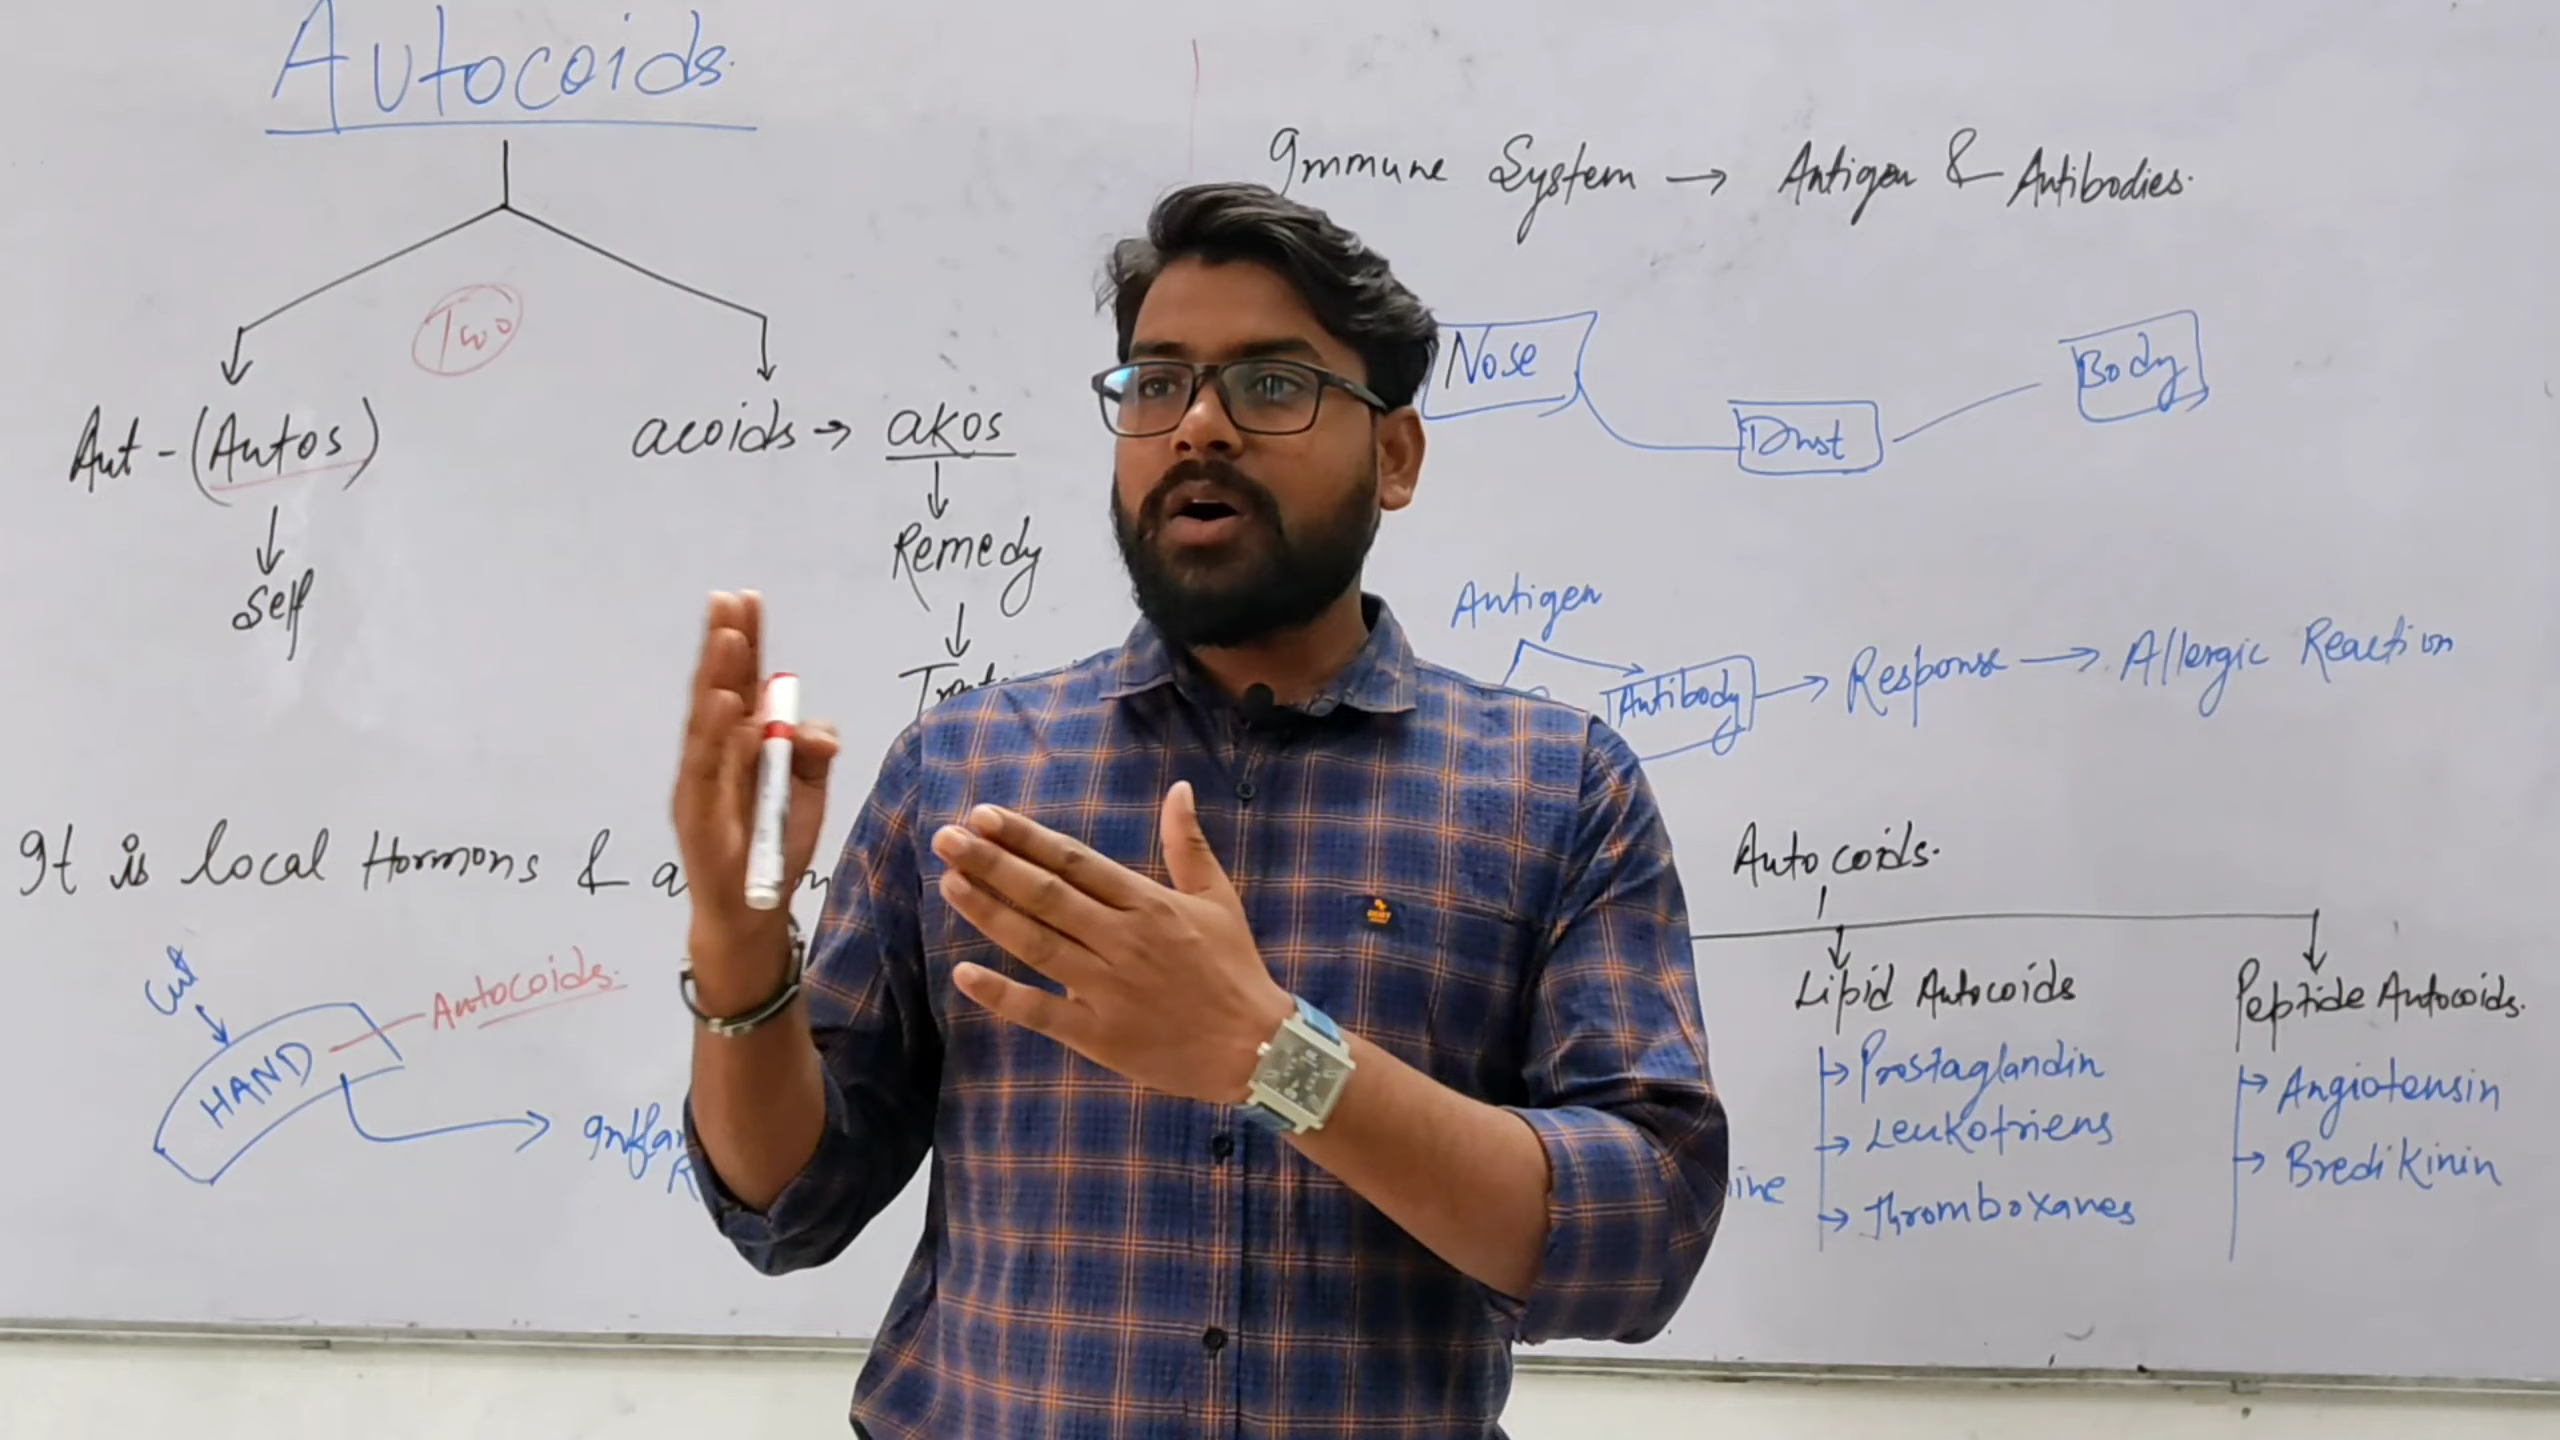 Autocoids.
Two
Aut - (Autos)
↓
Self
acoids → akos
↓
Remedy
↓
It is local Hormons &
Cut
HAND
Autocoids.
Immune System → Antigen & Antibodies.
Nose
Dust
Body
Antigen
Antibody → Response → Allergic Reaction
Autocoids.
Lipid Autocoids
→ Prostaglandin
→ Leukotriens
→ Thromboxanes
Peptide Autocoids.
→ Angiotensin
→ Bredikinin